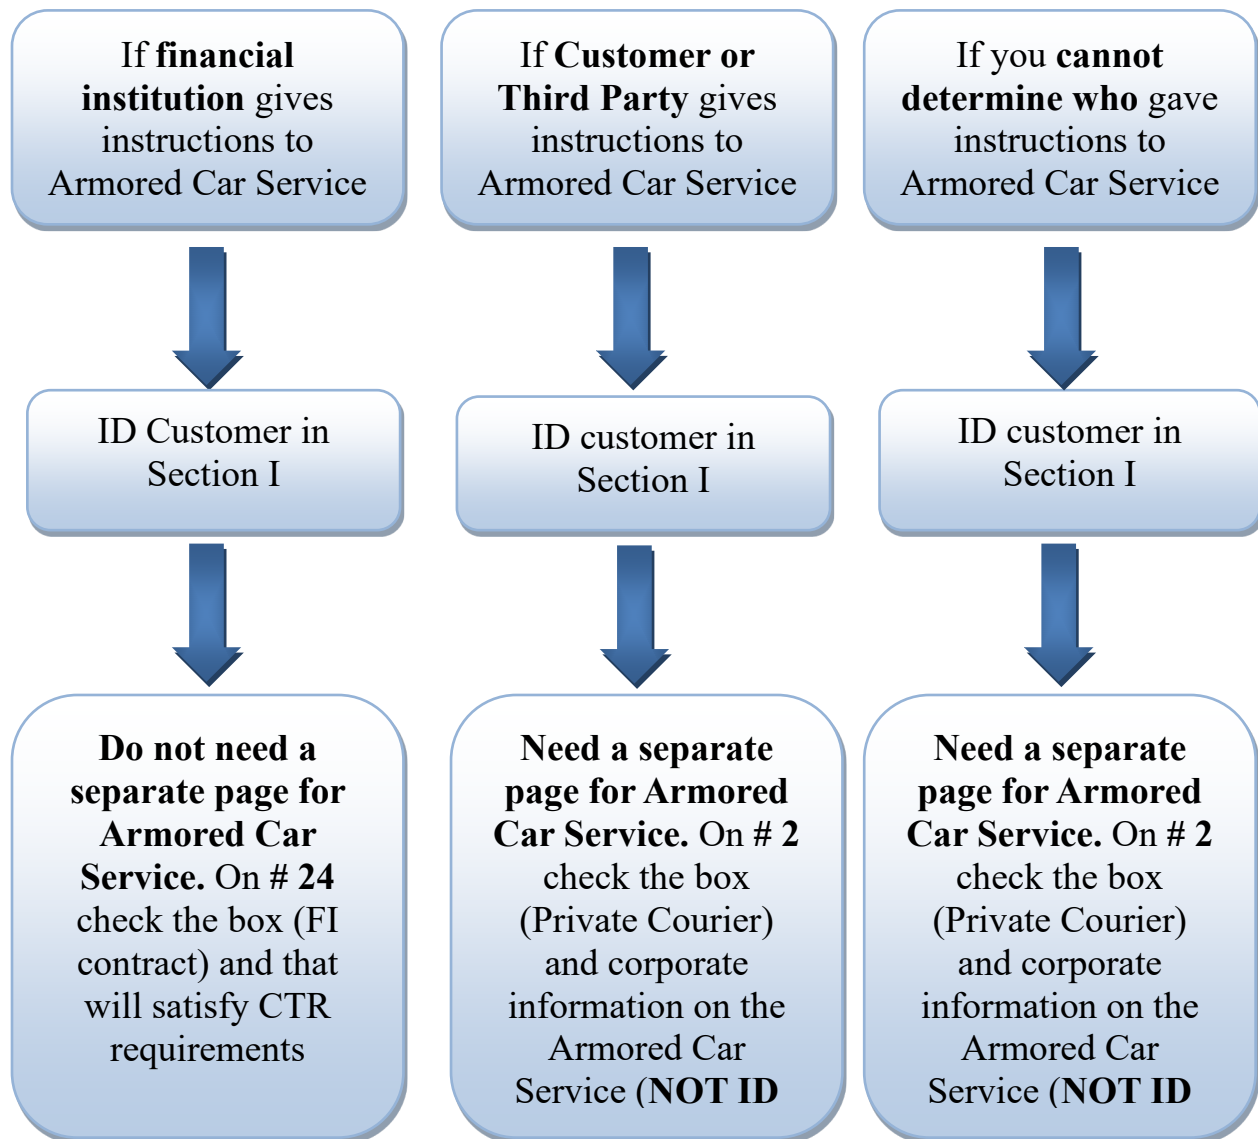 If financial
institution gives
instructions to
Armored Car Service
If Customer or
Third Party gives
instructions to
Armored Car Service
If you cannot
determine who gave
instructions to
Armored Car Service
ID Customer in
Section I
ID customer in
Section I
ID customer in
Section I
Do not need a
separate page for
Armored Car
Service. On # 24
check the box (FI
contract) and that
will satisfy CTR
requirements
Need a separate
page for Armored
Car Service. On # 2
check the box
(Private Courier)
and corporate
information on the
Armored Car
Service (NOT ID
Need a separate
page for Armored
Car Service. On # 2
check the box
(Private Courier)
and corporate
information on the
Armored Car
Service (NOT ID